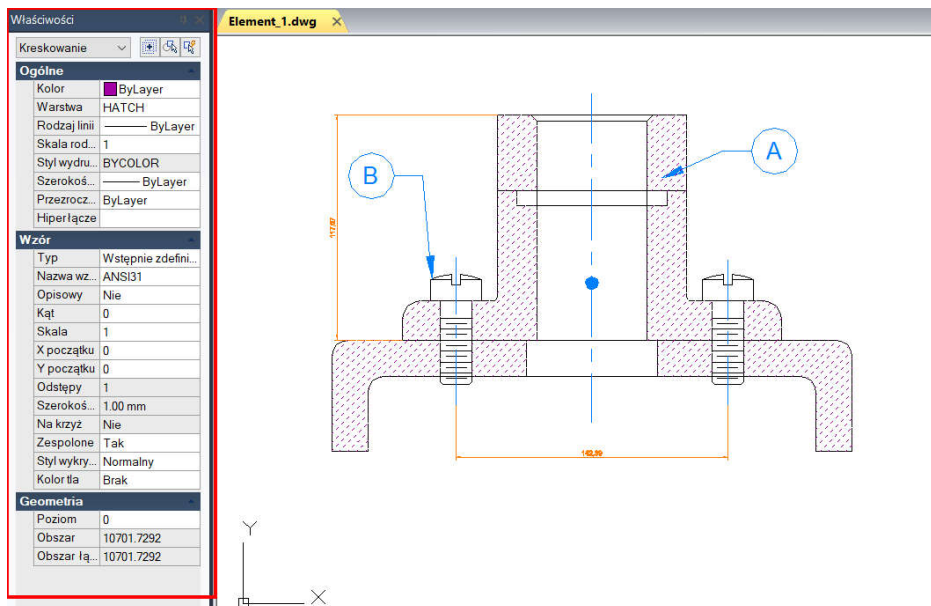 Właściwości
Element_1.dwg
Kreskowanie
Ogólne
Kolor ByLayer
Warstwa HATCH
Rodzaj linii ByLayer
Skala rod... 1
Styl wydru... BYCOLOR
Szerokoś... ByLayer
Przezrocz... ByLayer
Hiperłącze
Wzór
Typ Wstępnie zdefini...
Nazwa wz... ANSI31
Opisowy Nie
Kąt 0
Skala 1
X początku 0
Y początku 0
Odstępy 1
Szerokoś... 1.00 mm
Na krzyż Nie
Zespolone Tak
Styl wykry... Normalny
Kolor tła Brak
Geometria
Poziom 0
Obszar 10701.7292
Obszar łą... 10701.7292
A
B
Y
X